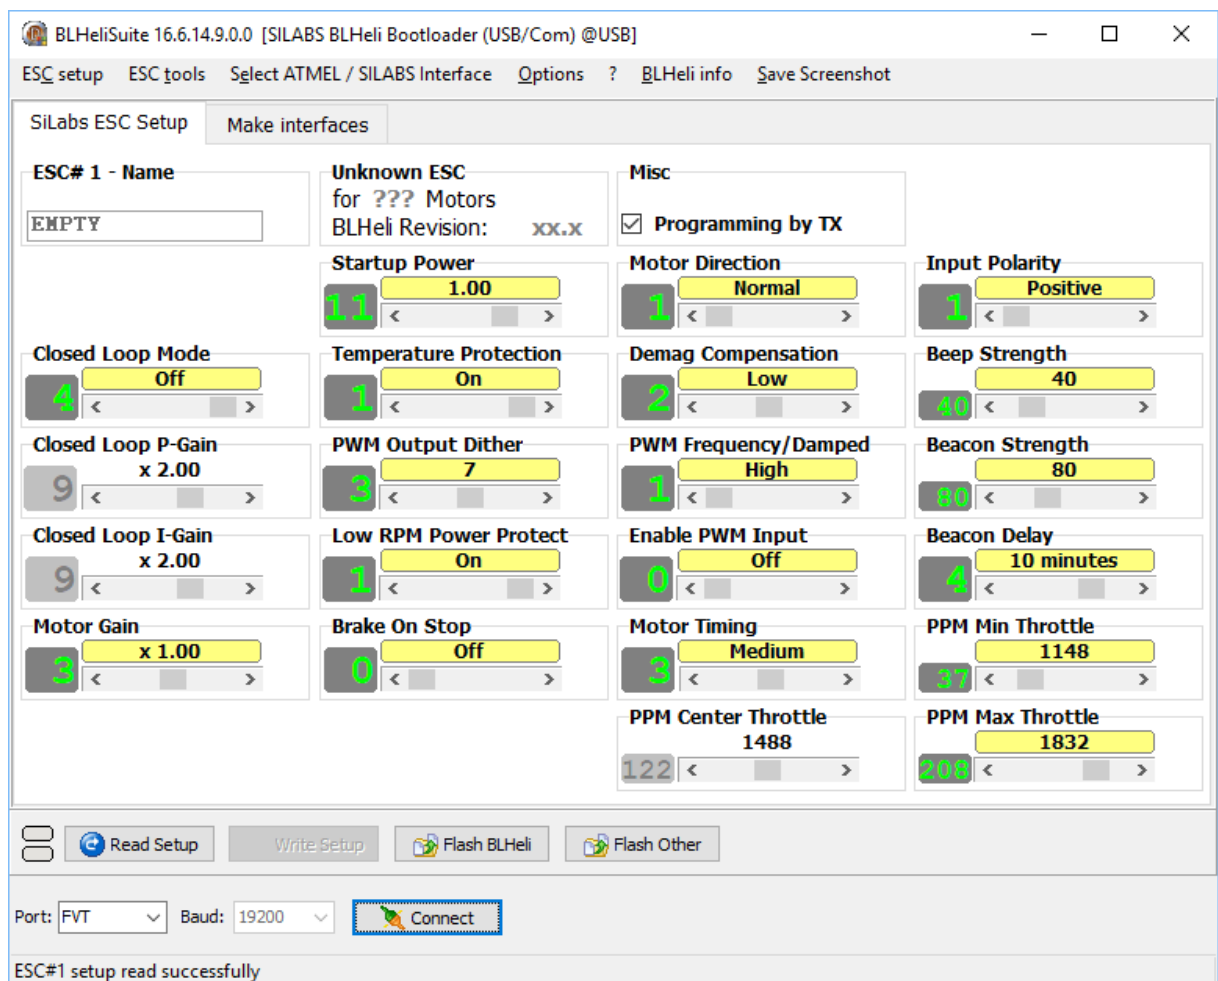 BLHeliSuite 16.6.14.9.0.0 [SILABS BLHeli Bootloader (USB/Com) @USB]
ESC setup ESC tools Select ATMEL / SILABS Interface Options ? BLHeli info Save Screenshot
SiLabs ESC Setup Make interfaces
ESC# 1 - Name
EMPTY
Unknown ESC
for ??? Motors
BLHeli Revision: xx.x
Misc
Programming by TX
Startup Power
1.00
11
Motor Direction
Normal
1
Input Polarity
Positive
1
Closed Loop Mode
Off
4
Temperature Protection
On
1
Demag Compensation
Low
2
Beep Strength
40
40
Closed Loop P-Gain
x 2.00
9
PWM Output Dither
7
3
PWM Frequency/Damped
High
1
Beacon Strength
80
80
Closed Loop I-Gain
x 2.00
9
Low RPM Power Protect
On
1
Enable PWM Input
Off
0
Beacon Delay
10 minutes
4
Motor Gain
x 1.00
3
Brake On Stop
Off
0
Motor Timing
Medium
3
PPM Min Throttle
1148
37
PPM Center Throttle
1488
122
PPM Max Throttle
1832
208
Read Setup Write Setup Flash BLHeli Flash Other
Port: FVT Baud: 19200 Connect
ESC#1 setup read successfully